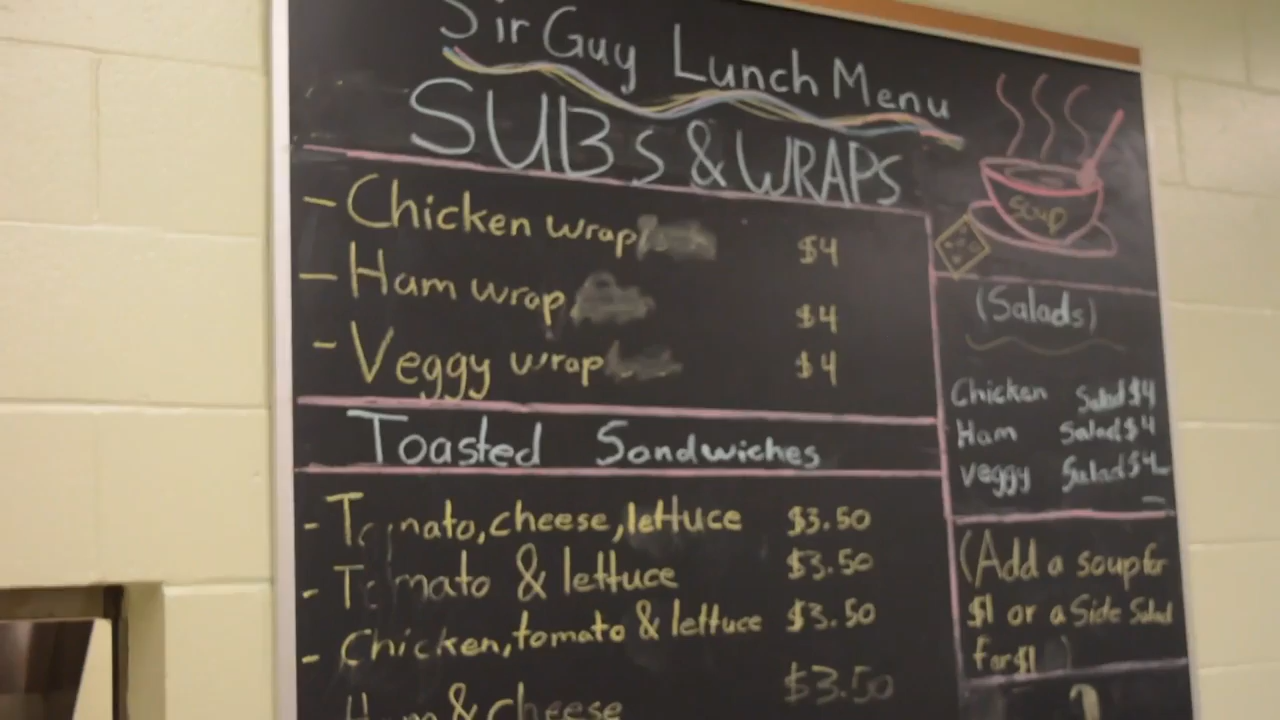 Sir Guy Lunch Menu
SUBS & WRAPS
- Chicken wrap $4
- Ham wrap $4
- Veggy wrap $4
Toasted Sandwiches
- Tomato, cheese, lettuce $3.50
- Tomato & lettuce $3.50
- Chicken, tomato & lettuce $3.50
Ham & cheese $3.50
soup
(Salads)
Chicken Salad $4
Ham Salad $4
Veggy Salad $4
(Add a soup for
$1 or a Side Salad
for $1)